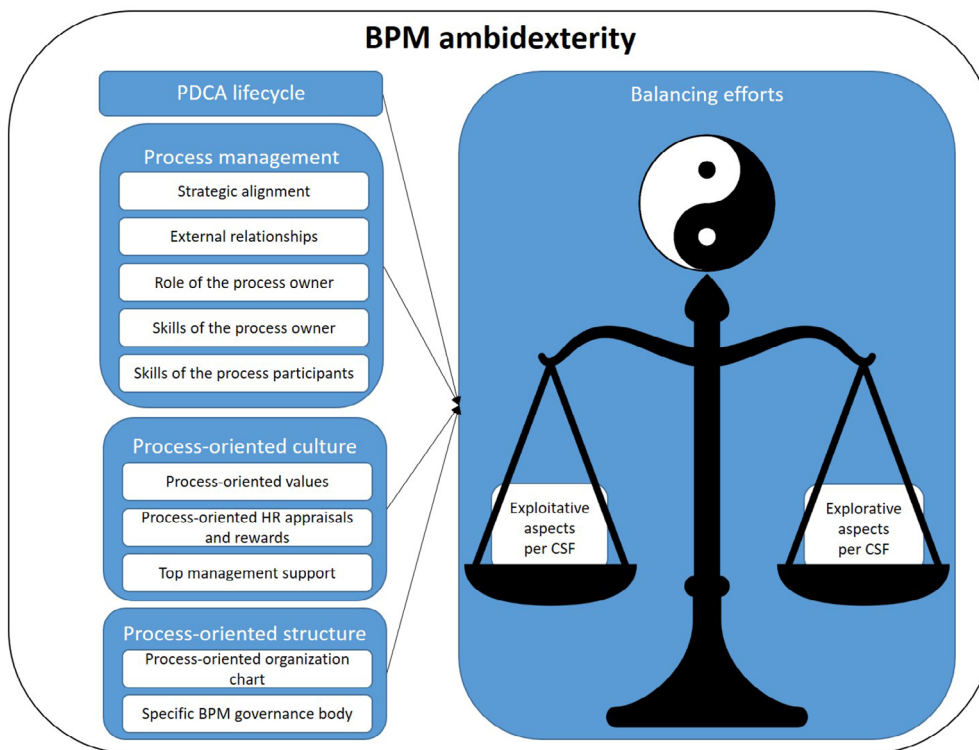 BPM ambidexterity
PDCA lifecycle
Process management
Strategic alignment
External relationships
Role of the process owner
Skills of the process owner
Skills of the process participants
Process-oriented culture
Process-oriented values
Process-oriented HR appraisals
and rewards
Top management support
Process-oriented structure
Process-oriented organization
chart
Specific BPM governance body
Balancing efforts
Exploitative
aspects
per CSF
Explorative
aspects
per CSF